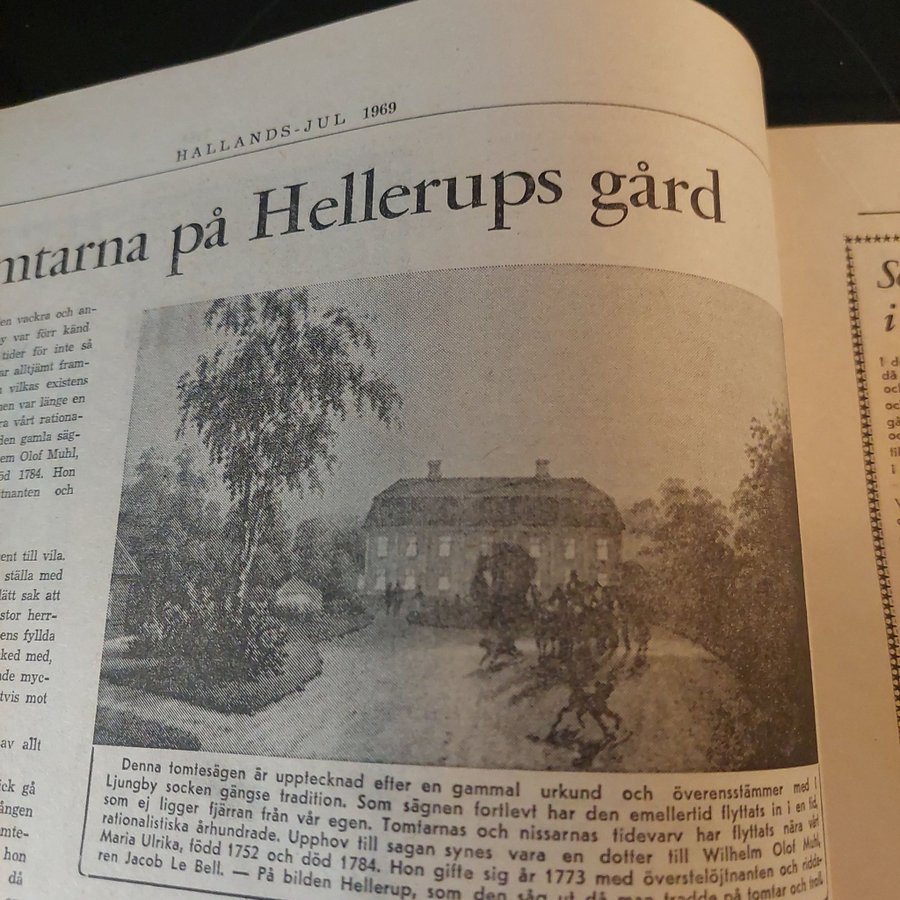 HALLANDS-JUL 1969
mtarna på Hellerups gård
en vackra och an-
y var förr känd
tider för inte så
ar alltjämt fram-
vilkas existens
nen var länge en
ra vårt rationa-
den gamla säg-
em Olof Muhl,
öd 1784. Hon
jtnanten och
ent till vila.
ställa med
lätt sak att
stor herr-
ens fyllda
ked med,
de myc-
tvis mot
av allt
ick gå
ången
mte-
hon
då
Denna tomtesägen är upptecknad efter en gammal urkund och överensstämmer med i
Ljungby socken gängse tradition. Som sägnen fortlevt har den emellertid flyttats in i en tid,
som ej ligger fjärran från vår egen. Tomtarnas och nissarnas tidevarv har flyttats nära vårt
rationalistiska århundrade. Upphov till sagan synes vara en dotter till Wilhelm Olof Muhl,
Maria Ulrika, född 1752 och död 1784. Hon gifte sig år 1773 med överstelöjtnanten och ridda-
ren Jacob Le Bell. — På bilden Hellerup, som den såg ut då man trodde på tomtar och troll.
S
i
I d
då
och
oc
gå